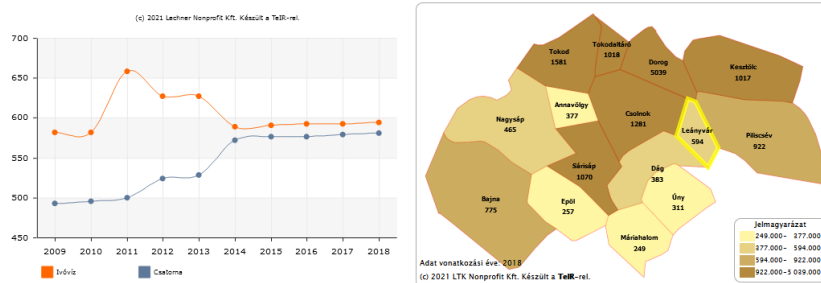 (c) 2021 Lechner Nonprofit Kft. Készült a TeIR-rel.
700
650
600
550
500
450
2009 2010 2011 2012 2013 2014 2015 2016 2017 2018
Ivóvíz
Csatorna
Tokod
1581
Tokodaltáró
1018
Dorog
5039
Kesztölc
1017
Annavölgy
377
Csolnok
1281
Nagysáp
465
Leányvár
594
Piliscsév
922
Sárisáp
1070
Dág
383
Bajna
775
Epöl
257
Úny
311
Máriahalom
249
Jelmagyarázat
249.000- 377.000
377.000- 594.000
594.000- 922.000
922.000-5 039.000
Adat vonatkozási éve: 2018
(c) 2021 LTK Nonprofit Kft. Készült a TeIR-rel.